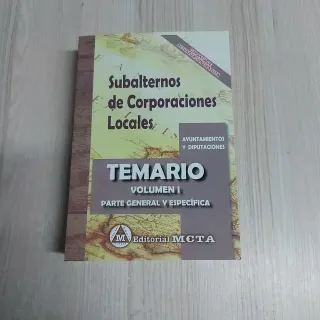 Subalternos
de Corporaciones
Locales
AYUNTAMIENTOS
Y DIPUTACIONES
TEMARIO
VOLUMEN I
PARTE GENERAL Y ESPECÍFICA
M
Editorial MCTA